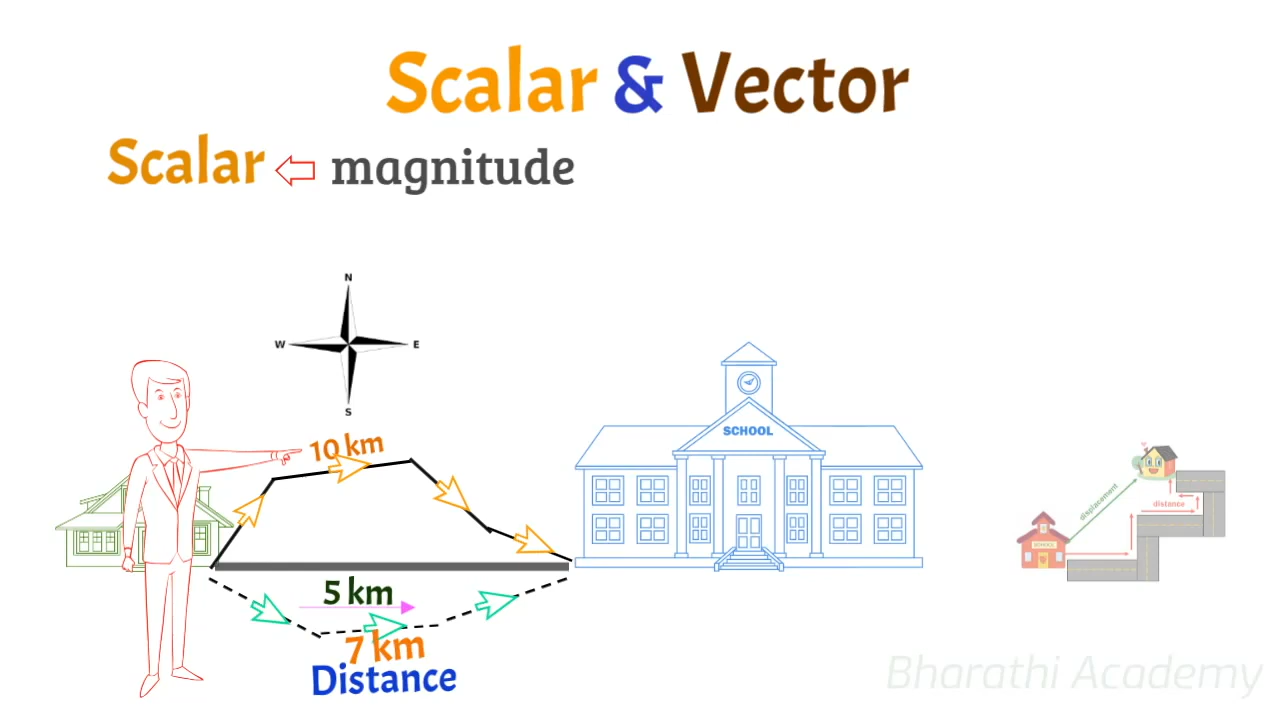 Scalar & Vector
Scalar magnitude
N
W E
S
10 km
SCHOOL
displacement
distance
SCHOOL
5 km
7 km
Distance
Bharathi Academy